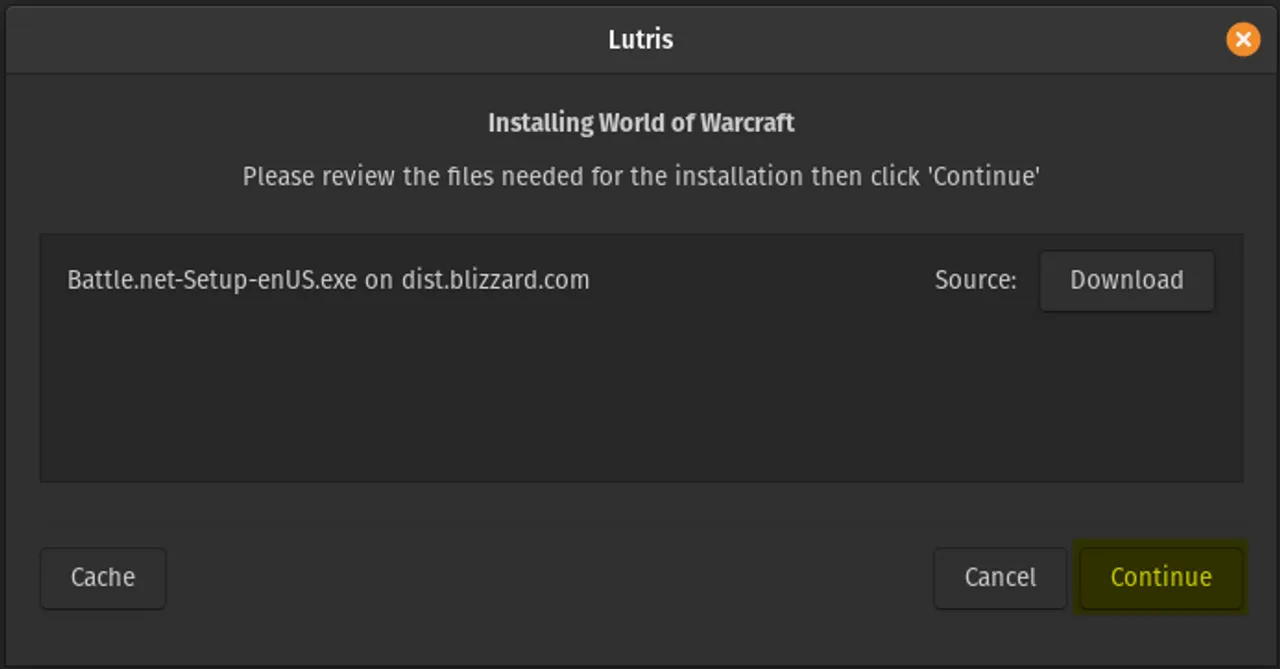 Lutris
Installing World of Warcraft
Please review the files needed for the installation then click 'Continue'
Battle.net-Setup-enUS.exe on dist.blizzard.com Source: Download
Cache Cancel Continue